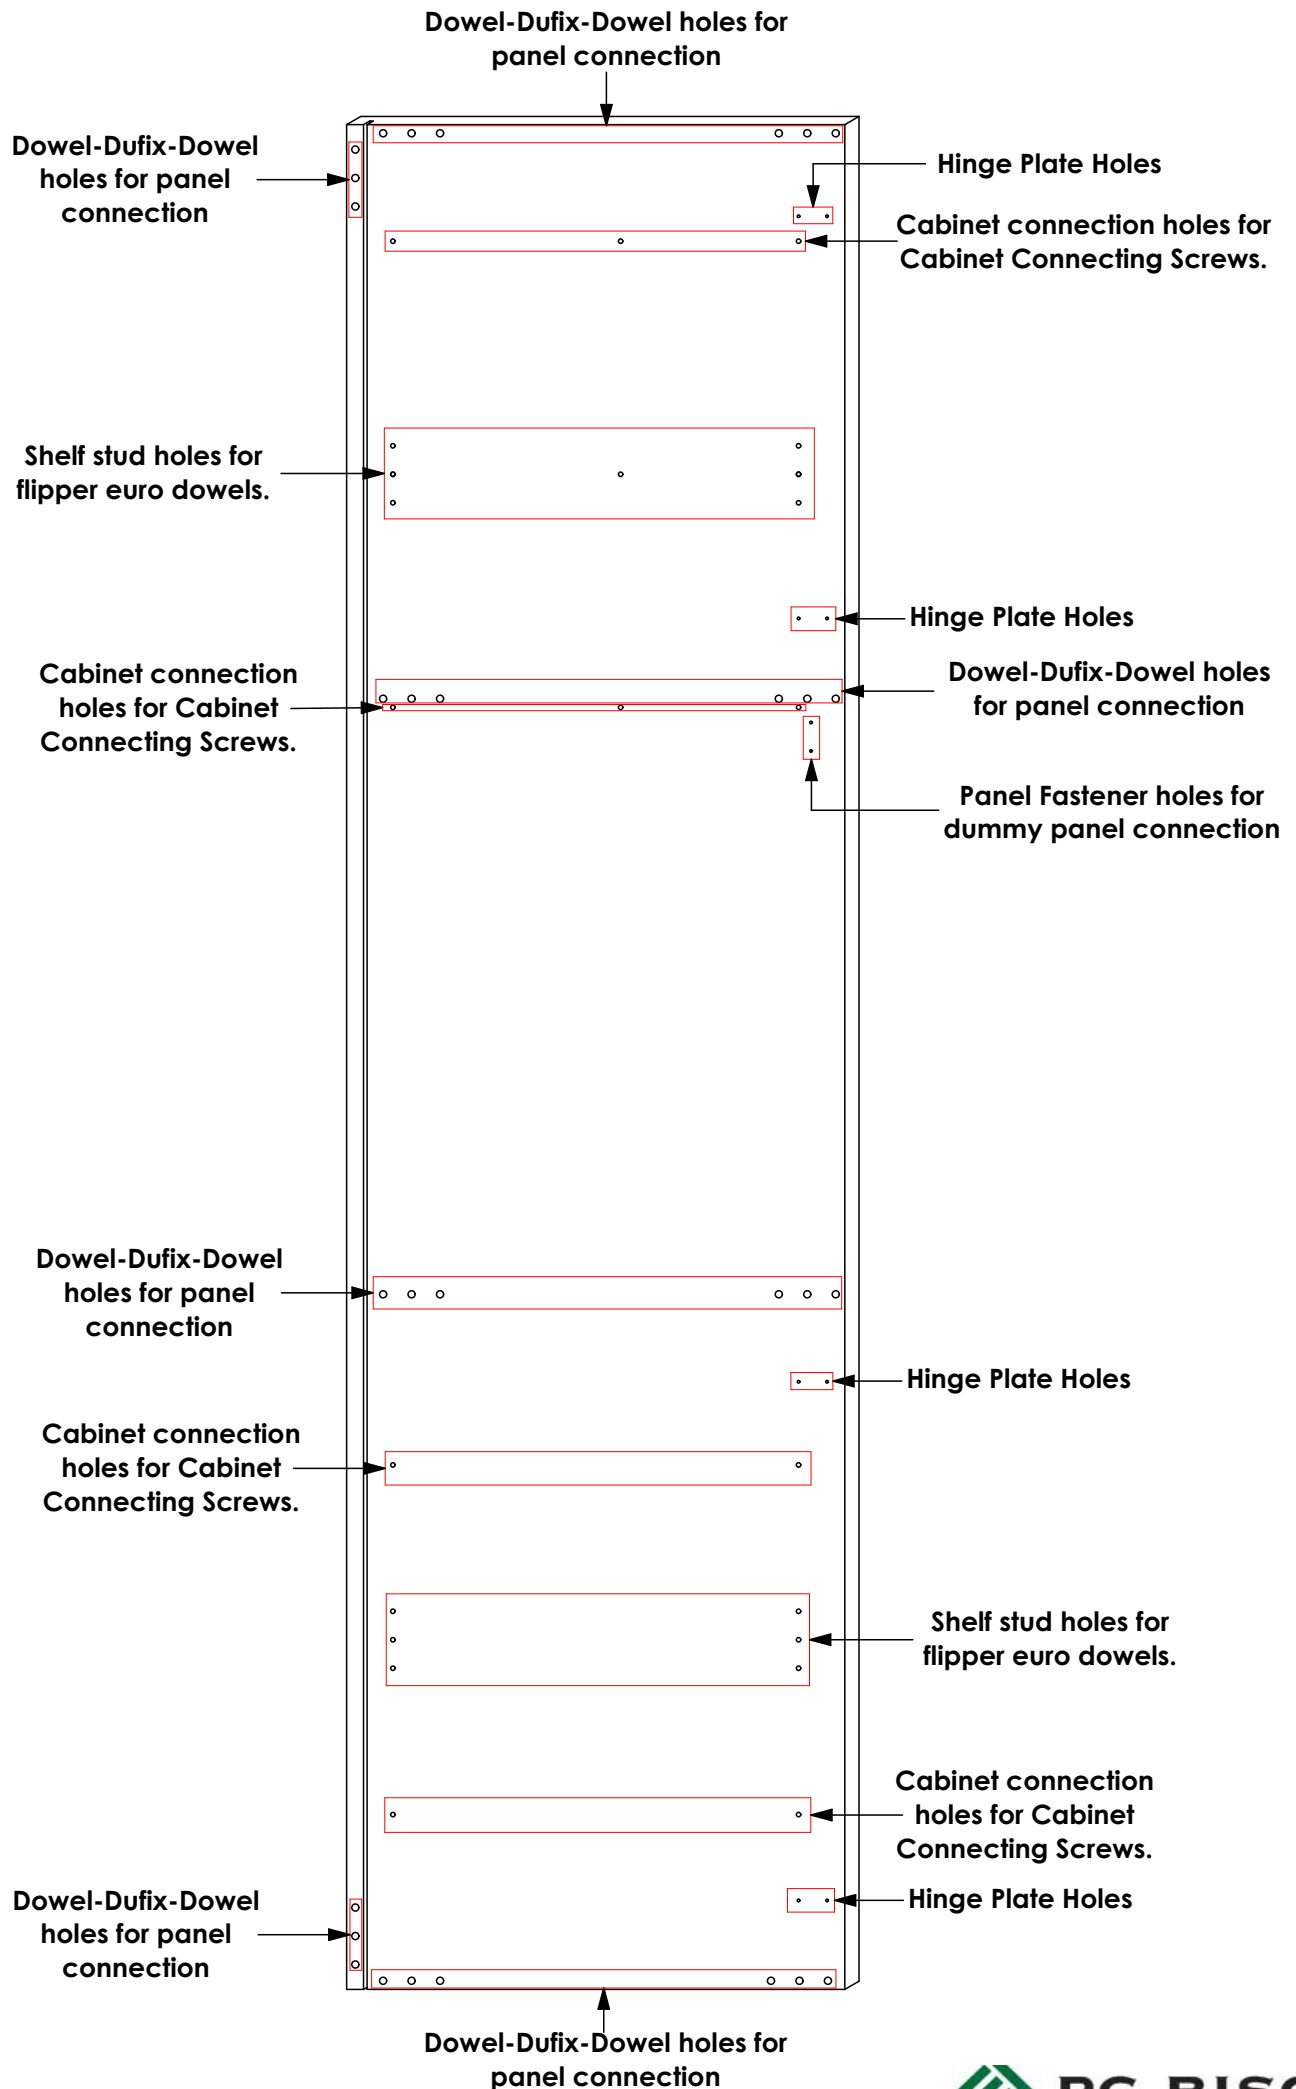 Dowel-Dufix-Dowel holes for
panel connection
Dowel-Dufix-Dowel
holes for panel
connection
Hinge Plate Holes
Cabinet connection holes for
Cabinet Connecting Screws.
Shelf stud holes for
flipper euro dowels.
Hinge Plate Holes
Cabinet connection
holes for Cabinet
Connecting Screws.
Dowel-Dufix-Dowel holes
for panel connection
Panel Fastener holes for
dummy panel connection
Dowel-Dufix-Dowel
holes for panel
connection
Hinge Plate Holes
Cabinet connection
holes for Cabinet
Connecting Screws.
Shelf stud holes for
flipper euro dowels.
Cabinet connection
holes for Cabinet
Connecting Screws.
Dowel-Dufix-Dowel
holes for panel
connection
Hinge Plate Holes
Dowel-Dufix-Dowel holes for
panel connection